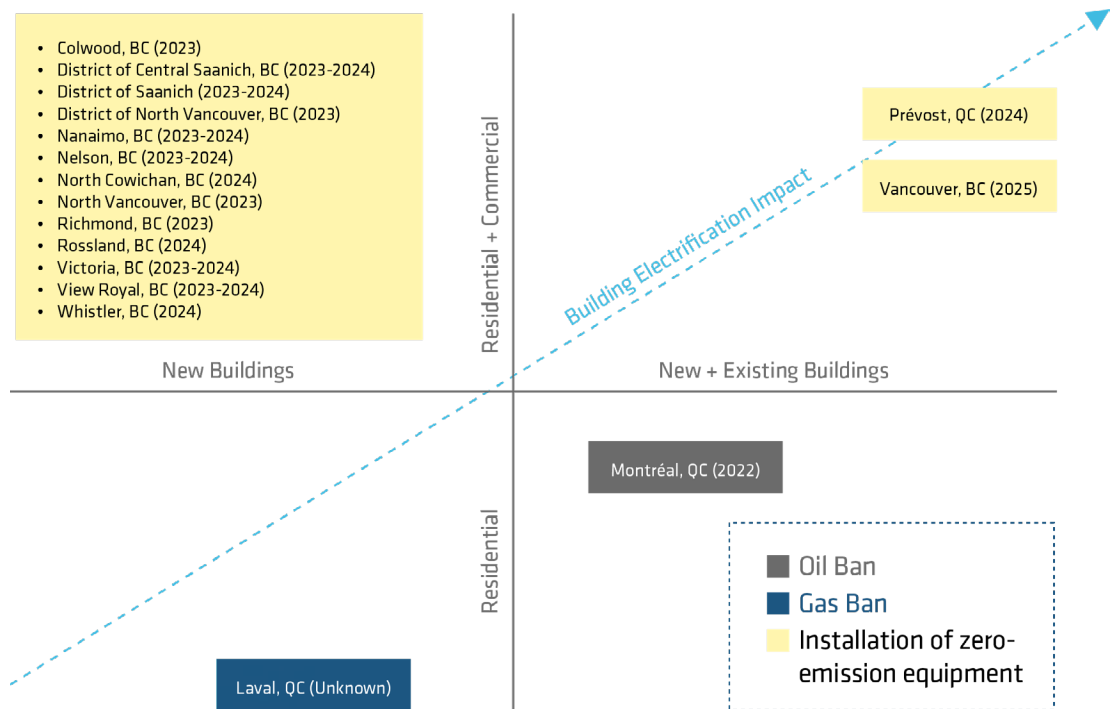 • Colwood, BC (2023)
• District of Central Saanich, BC (2023-2024)
• District of Saanich (2023-2024)
• District of North Vancouver, BC (2023)
• Nanaimo, BC (2023-2024)
• Nelson, BC (2023-2024)
• North Cowichan, BC (2024)
• North Vancouver, BC (2023)
• Richmond, BC (2023)
• Rossland, BC (2024)
• Victoria, BC (2023-2024)
• View Royal, BC (2023-2024)
• Whistler, BC (2024)
Residential + Commercial
Building Electrification Impact
Prévost, QC (2024)
Vancouver, BC (2025)
New Buildings
New + Existing Buildings
Residential
Montréal, QC (2022)
Laval, QC (Unknown)
Oil Ban
Gas Ban
Installation of zero-
emission equipment